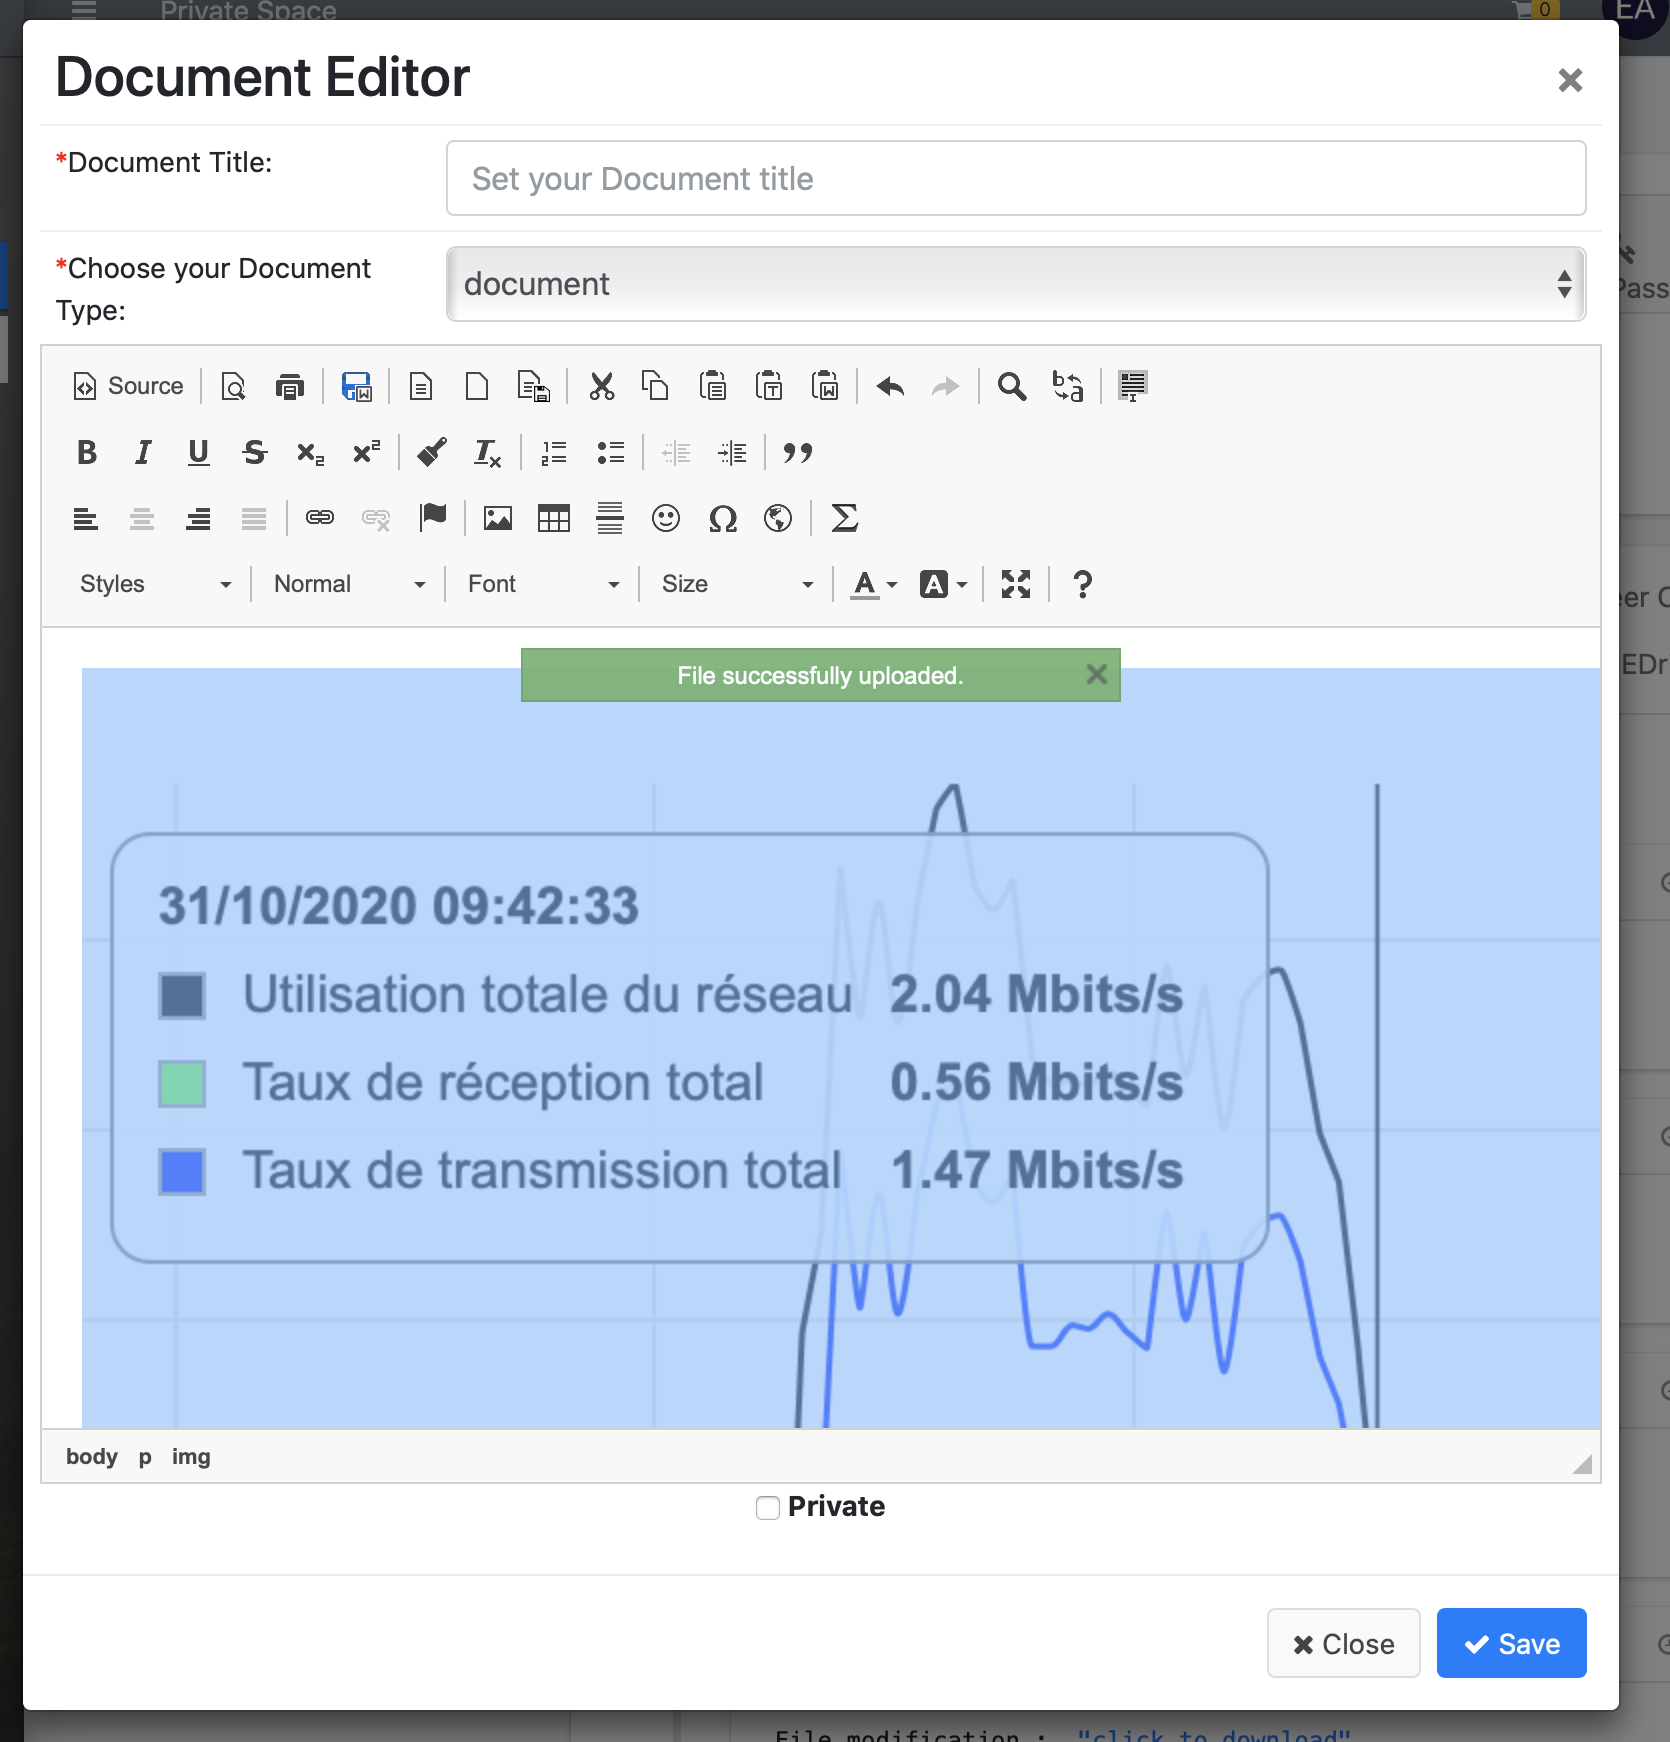 Private Space
0
EA
Document Editor
*Document Title:
Set your Document title
*Choose your Document
Type:
document
Pass
Source
Styles
Normal
Font
Size
er C
EDr
File successfully uploaded.
31/10/2020 09:42:33
Utilisation totale du réseau 2.04 Mbits/s
Taux de réception total 0.56 Mbits/s
Taux de transmission total 1.47 Mbits/s
body p img
Private
Close
Save
File modification : "click to download"